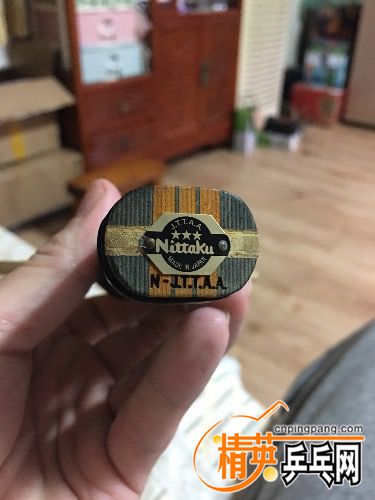 J.T.T.A.A
★★★
Nittaku
MADE IN JAPAN
N-J.T.T.A.A.
cnpingpang.com
精英乒乓网